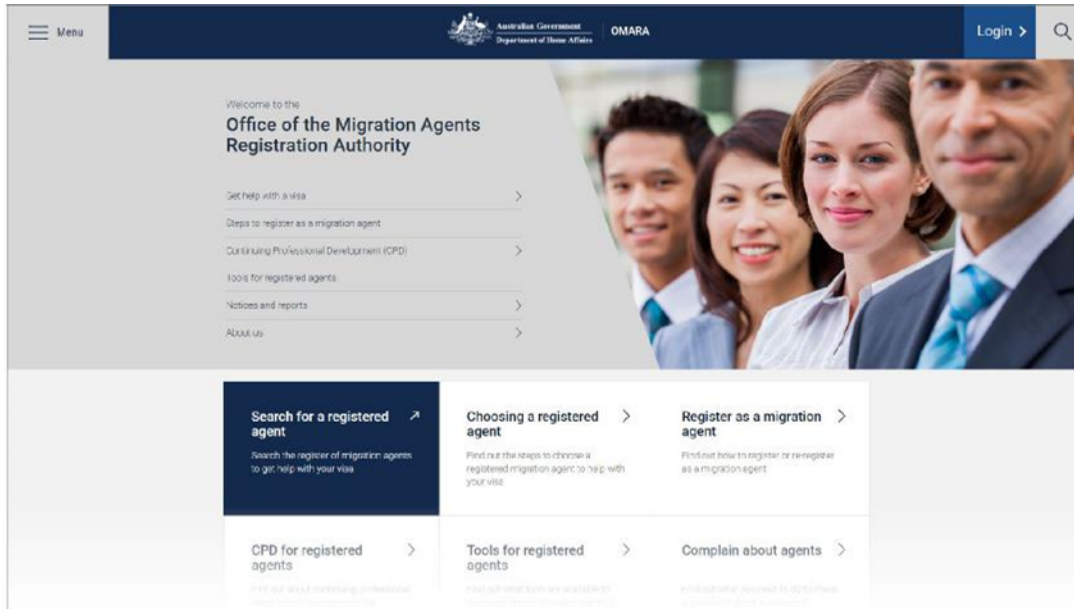 Menu
Australian Government
Department of Home Affairs
OMARA
Login
Welcome to the
Office of the Migration Agents
Registration Authority
Get help with a visa
Steps to register as a migration agent
Continuing Professional Development (CPD)
Tools for registered agents
Notices and reports
About us
Search for a registered
agent
Search the register of migration agents
to get help with your visa
Choosing a registered
agent
Find out the steps to choose a
registered migration agent to help with
your visa
Register as a migration
agent
Find out how to register or re-register
as a migration agent
CPD for registered
agents
Tools for registered
agents
Complain about agents